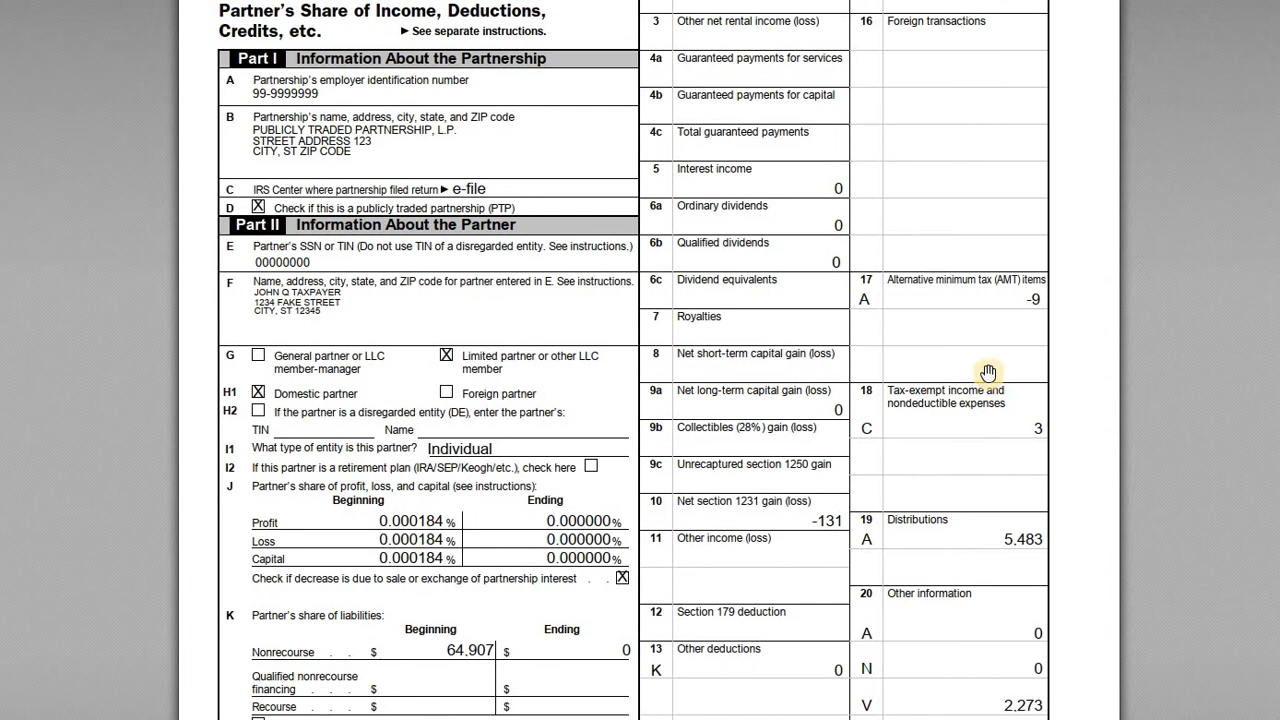 Partner's Share of Income, Deductions,
Credits, etc. ► See separate instructions.
Part I Information About the Partnership
A Partnership's employer identification number
99-9999999
B Partnership's name, address, city, state, and ZIP code
PUBLICLY TRADED PARTNERSHIP, L.P.
STREET ADDRESS 123
CITY, ST ZIP CODE
C IRS Center where partnership filed return ► e-file
D X Check if this is a publicly traded partnership (PTP)
Part II Information About the Partner
E Partner's SSN or TIN (Do not use TIN of a disregarded entity. See instructions.)
00000000
F Name, address, city, state, and ZIP code for partner entered in E. See instructions.
JOHN Q TAXPAYER
1234 FAKE STREET
CITY, ST 12345
G General partner or LLC X Limited partner or other LLC
member-manager member
H1 X Domestic partner Foreign partner
H2 If the partner is a disregarded entity (DE), enter the partner's:
TIN Name
I1 What type of entity is this partner? Individual
I2 If this partner is a retirement plan (IRA/SEP/Keogh/etc.), check here
J Partner's share of profit, loss, and capital (see instructions):
Beginning Ending
Profit 0.000184 % 0.000000 %
Loss 0.000184 % 0.000000 %
Capital 0.000184 % 0.000000 %
Check if decrease is due to sale or exchange of partnership interest . . X
K Partner's share of liabilities:
Beginning Ending
Nonrecourse . . $ 64,907 $ 0
Qualified nonrecourse
financing . . . $ $
Recourse . . . $ $
3 Other net rental income (loss)
4a Guaranteed payments for services
4b Guaranteed payments for capital
4c Total guaranteed payments
5 Interest income
0
6a Ordinary dividends
0
6b Qualified dividends
0
6c Dividend equivalents
7 Royalties
8 Net short-term capital gain (loss)
9a Net long-term capital gain (loss)
0
9b Collectibles (28%) gain (loss)
9c Unrecaptured section 1250 gain
10 Net section 1231 gain (loss)
-131
11 Other income (loss)
12 Section 179 deduction
13 Other deductions
K 0
16 Foreign transactions
17 Alternative minimum tax (AMT) items
A -9
18 Tax-exempt income and
nondeductible expenses
C 3
19 Distributions
A 5,483
20 Other information
A 0
N 0
V 2,273